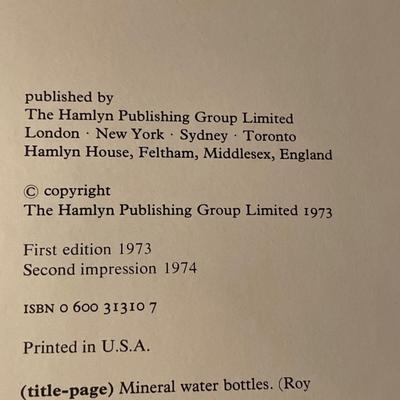 published by
The Hamlyn Publishing Group Limited
London · New York · Sydney · Toronto
Hamlyn House, Feltham, Middlesex, England
© copyright
The Hamlyn Publishing Group Limited 1973
First edition 1973
Second impression 1974
ISBN 0 600 31310 7
Printed in U.S.A.
(title-page) Mineral water bottles. (Roy